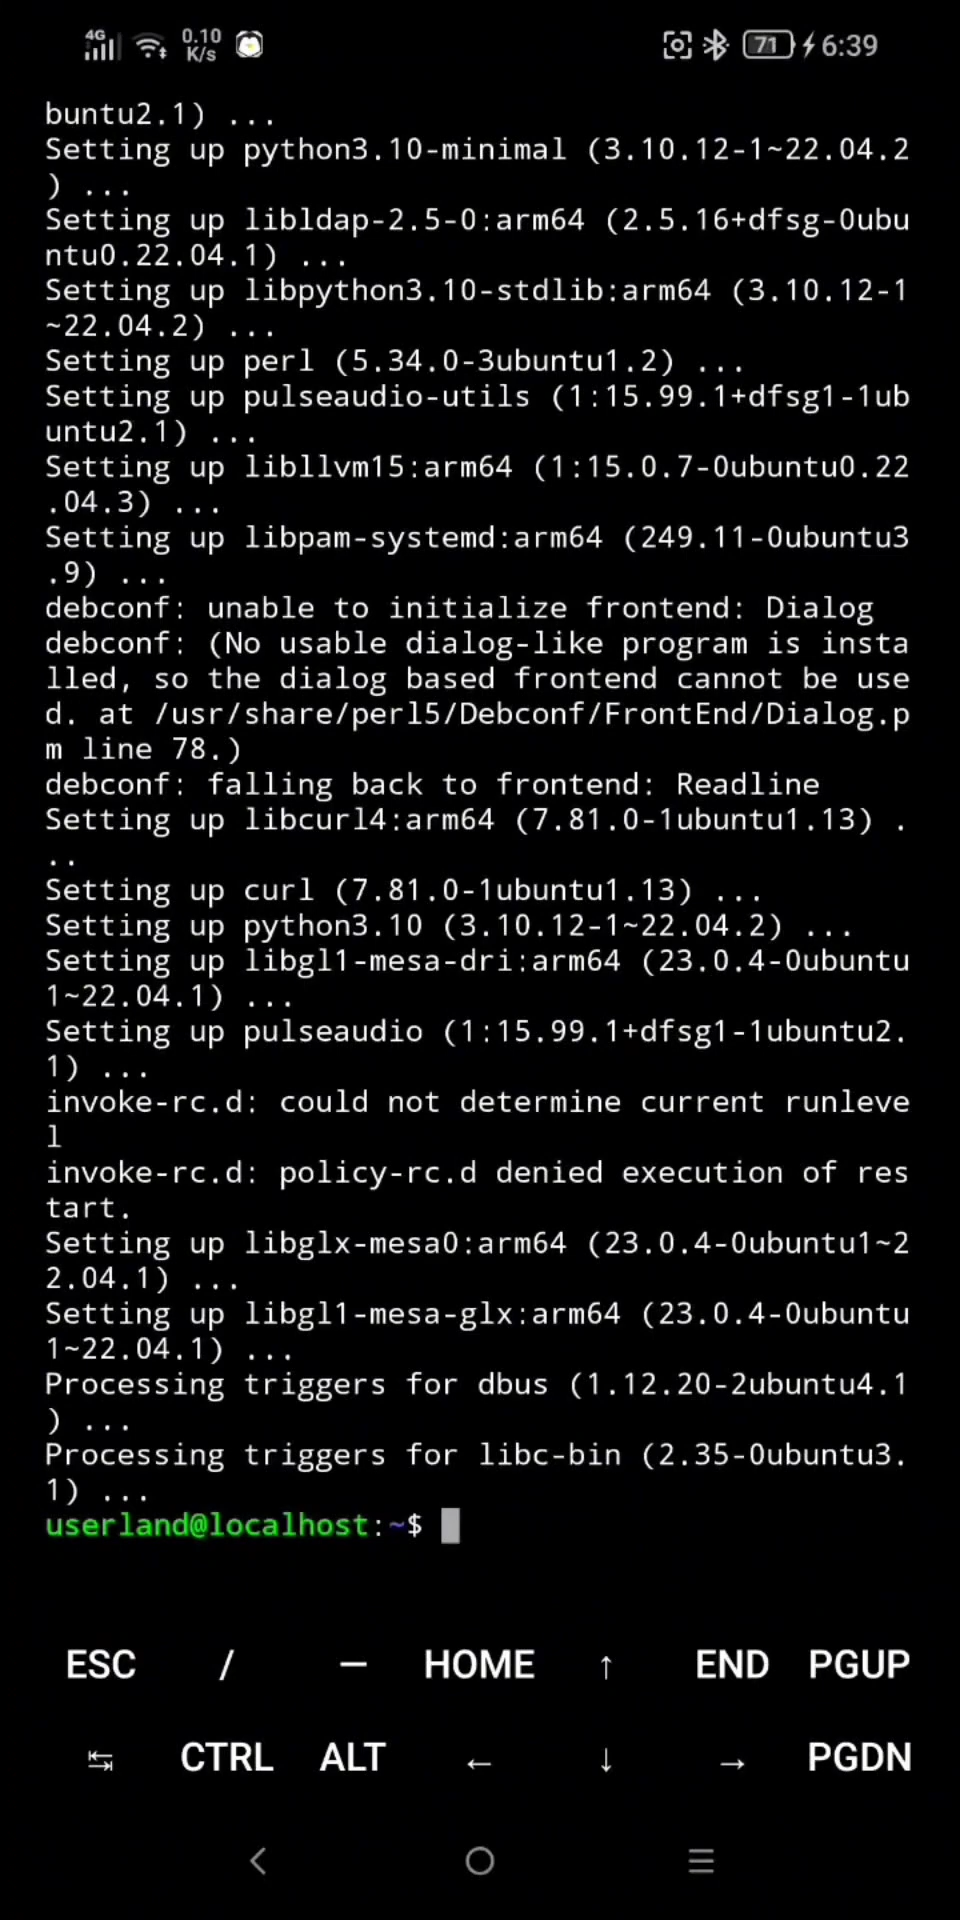 4G 0.10 K/s 71 6:39
buntu2.1) ...
Setting up python3.10-minimal (3.10.12-1~22.04.2
) ...
Setting up libldap-2.5-0:arm64 (2.5.16+dfsg-0ubu
ntu0.22.04.1) ...
Setting up libpython3.10-stdlib:arm64 (3.10.12-1
~22.04.2) ...
Setting up perl (5.34.0-3ubuntu1.2) ...
Setting up pulseaudio-utils (1:15.99.1+dfsg1-1ub
untu2.1) ...
Setting up libllvm15:arm64 (1:15.0.7-0ubuntu0.22
.04.3) ...
Setting up libpam-systemd:arm64 (249.11-0ubuntu3
.9) ...
debconf: unable to initialize frontend: Dialog
debconf: (No usable dialog-like program is insta
lled, so the dialog based frontend cannot be use
d. at /usr/share/perl5/Debconf/FrontEnd/Dialog.p
m line 78.)
debconf: falling back to frontend: Readline
Setting up libcurl4:arm64 (7.81.0-1ubuntu1.13) .
..
Setting up curl (7.81.0-1ubuntu1.13) ...
Setting up python3.10 (3.10.12-1~22.04.2) ...
Setting up libgl1-mesa-dri:arm64 (23.0.4-0ubuntu
1~22.04.1) ...
Setting up pulseaudio (1:15.99.1+dfsg1-1ubuntu2.
1) ...
invoke-rc.d: could not determine current runleve
l
invoke-rc.d: policy-rc.d denied execution of res
tart.
Setting up libglx-mesa0:arm64 (23.0.4-0ubuntu1~2
2.04.1) ...
Setting up libgl1-mesa-glx:arm64 (23.0.4-0ubuntu
1~22.04.1) ...
Processing triggers for dbus (1.12.20-2ubuntu4.1
) ...
Processing triggers for libc-bin (2.35-0ubuntu3.
1) ...
userland@localhost:~$
ESC / — HOME ↑ END PGUP
↹ CTRL ALT ← ↓ → PGDN